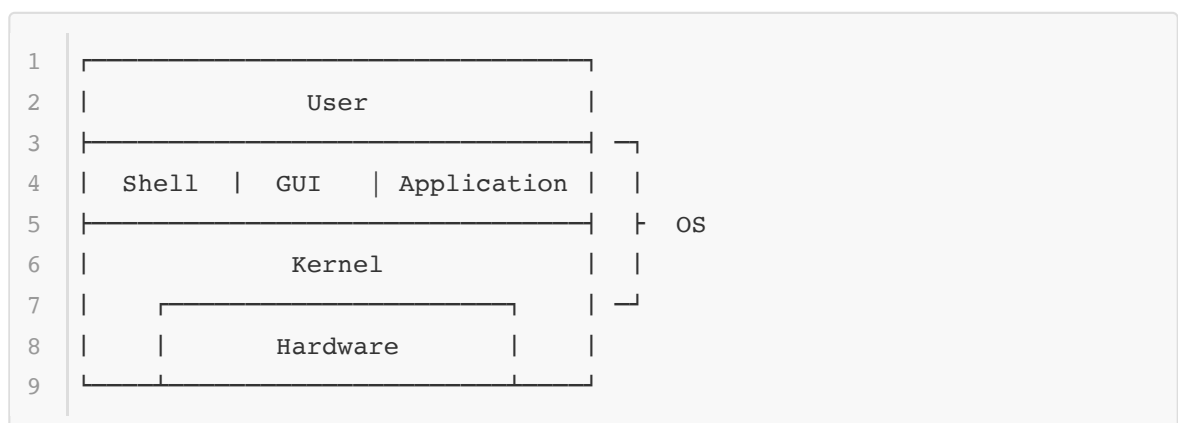 1 ┌─────────────────────────────────┐
2 │ User │
3 ├─────────────────────────────────┤ ─┐
4 │ Shell │ GUI │ Application │ │
5 ├─────────────────────────────────┤ ├ OS
6 │ Kernel │ │
7 │ ┌───────────────────────┐ │ ─┘
8 │ │ Hardware │ │
9 └────┴───────────────────────┴────┘